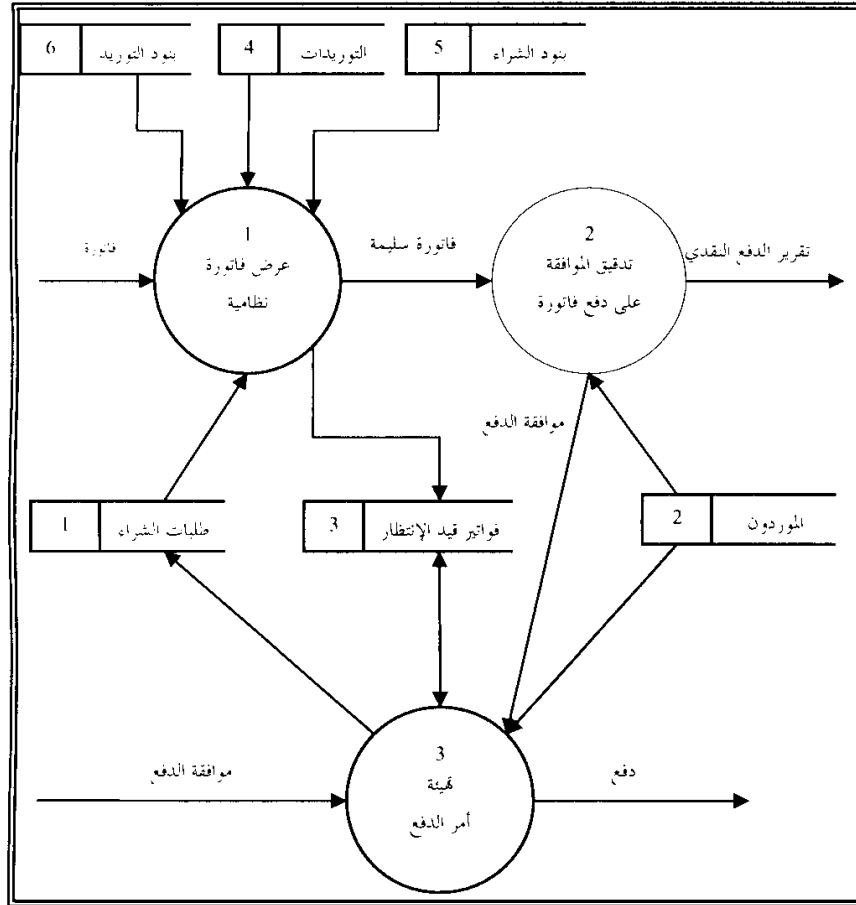 5 بنود الشراء
4 التوريدات
6 بنود التوريد
فاتورة
1
عرض فاتورة
نظامية
فاتورة سليمة
2
تدقيق الموافقة
على دفع فاتورة
تقرير الدفع النقدي
موافقة الدفع
1 طلبات الشراء
3 فواتير قيد الإنتظار
2 الموردون
موافقة الدفع
3
تهيئة
أمر الدفع
دفع